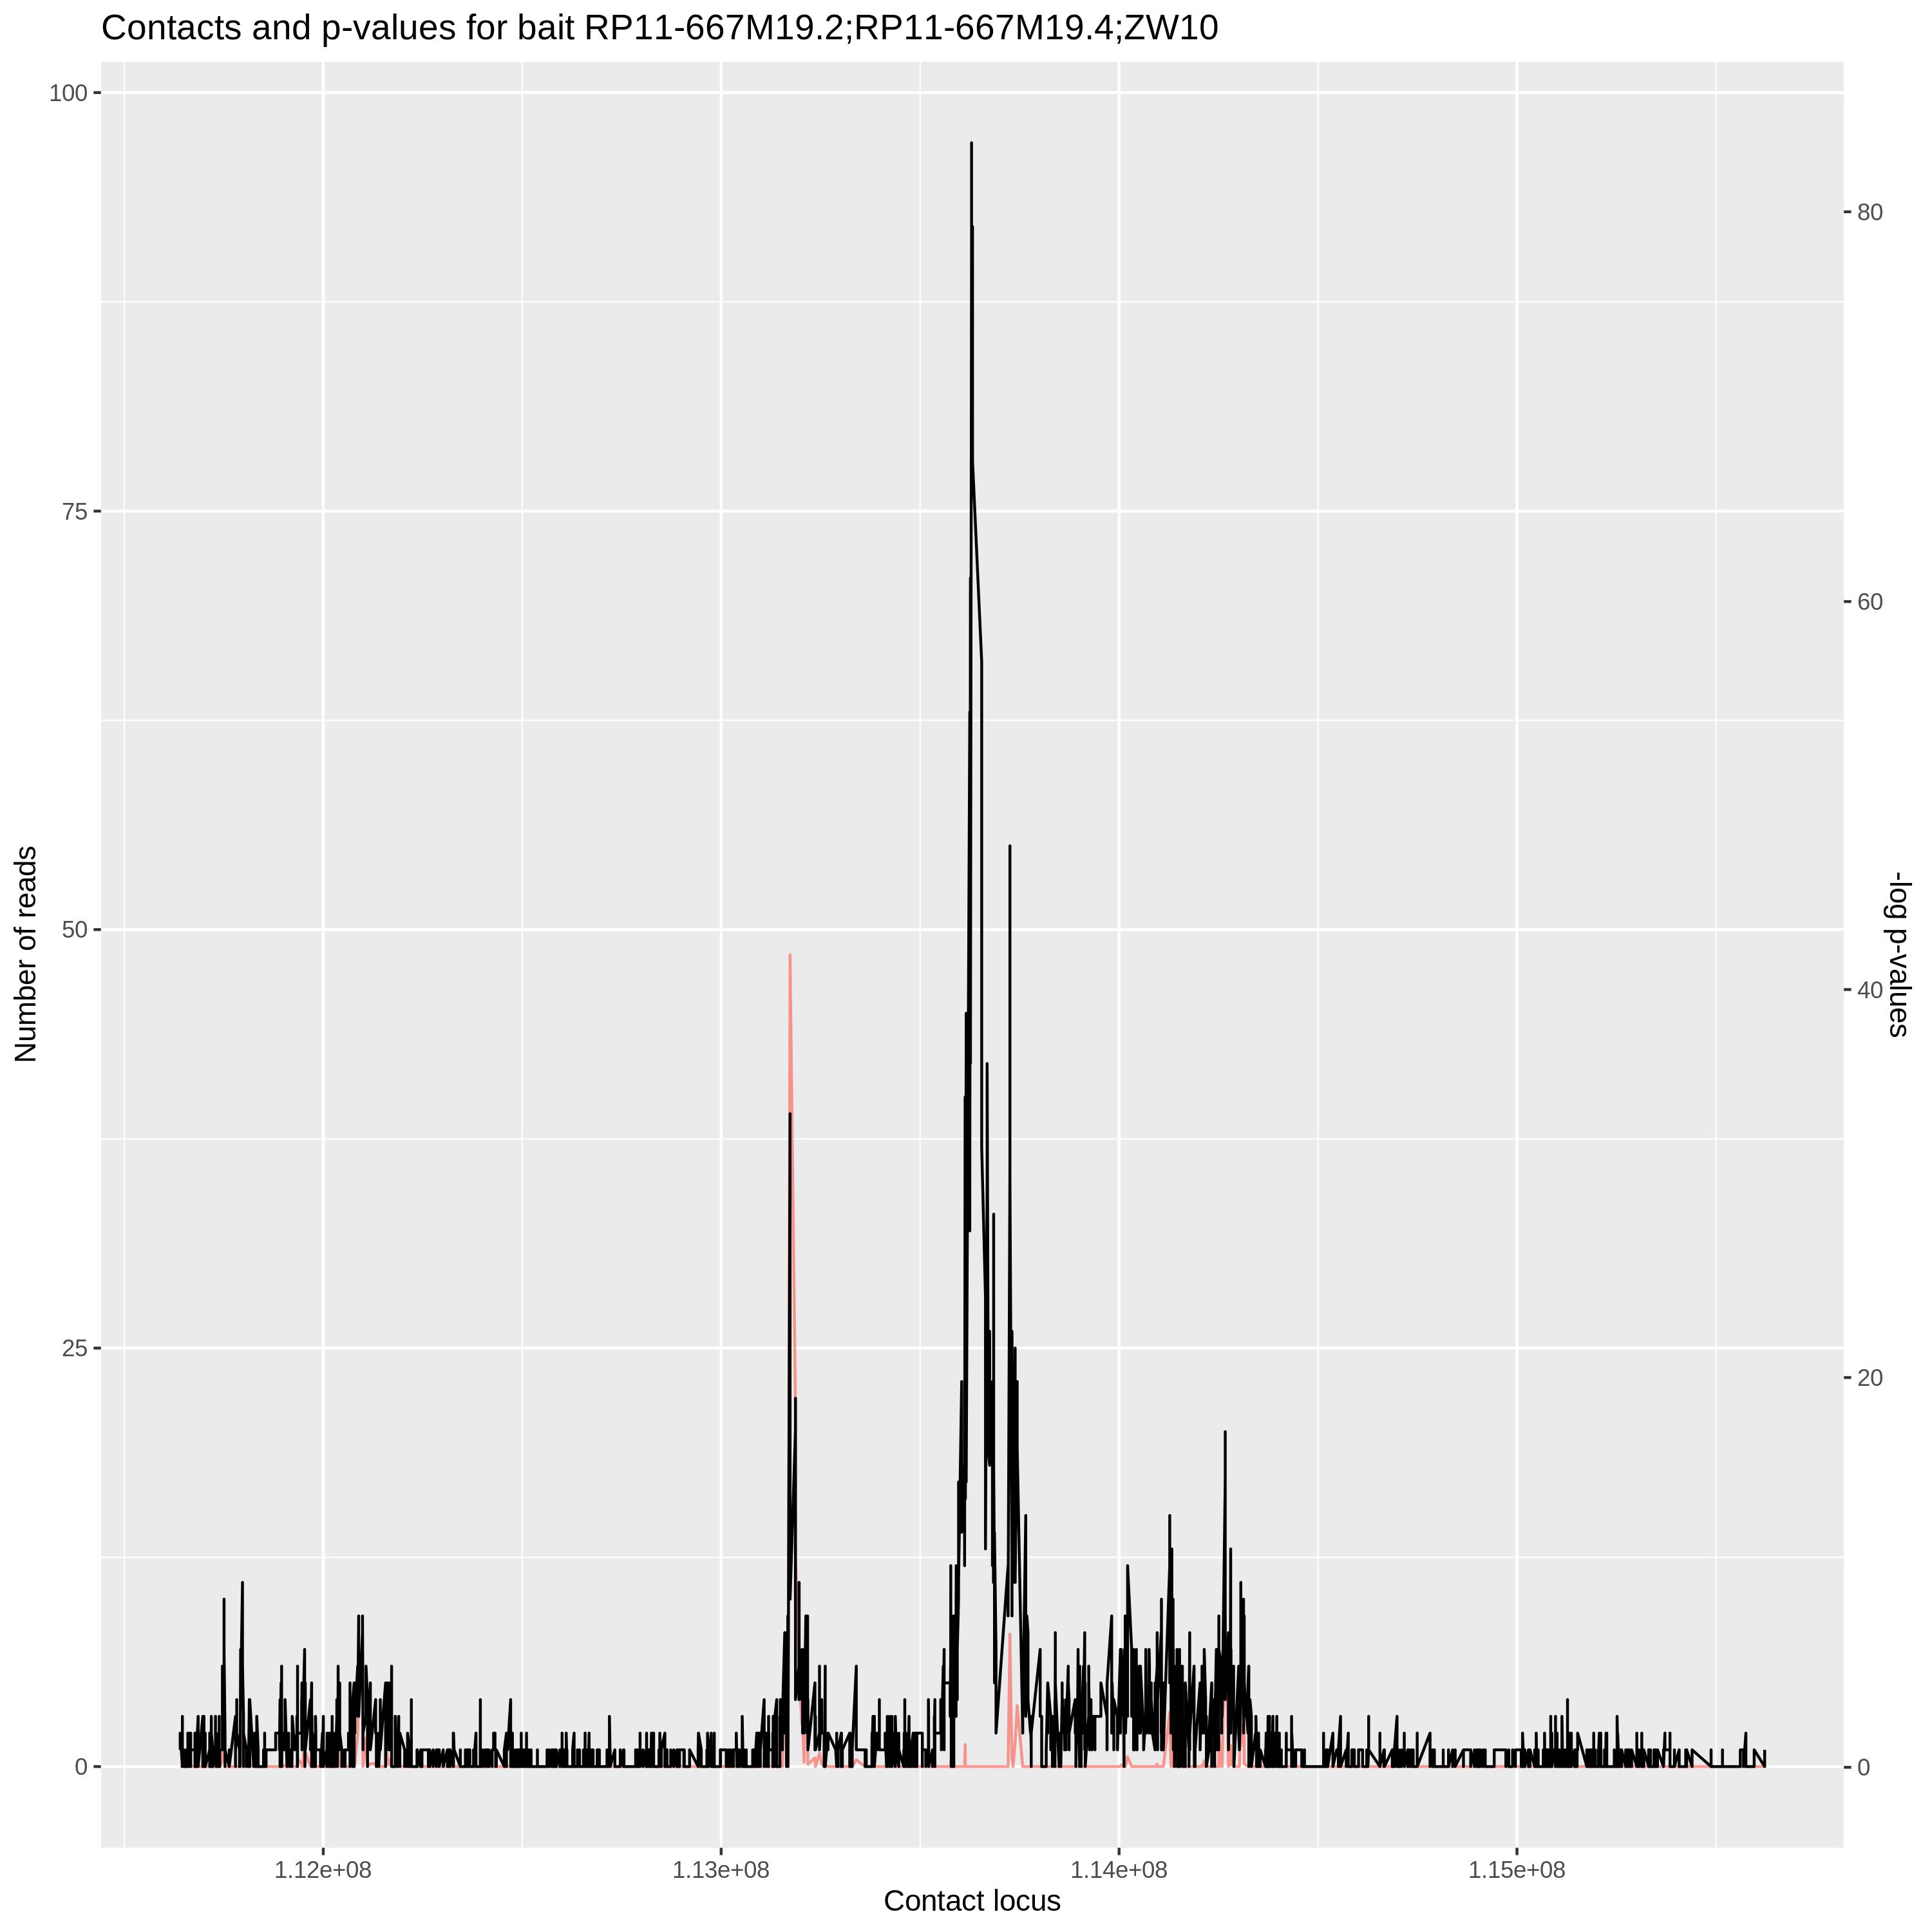 Contacts and p-values for bait RP11-667M19.2;RP11-667M19.4;ZW10
100
75
50
25
0
Number of reads
80
60
40
20
0
-log p-values
1.12e+08
1.13e+08
1.14e+08
1.15e+08
Contact locus